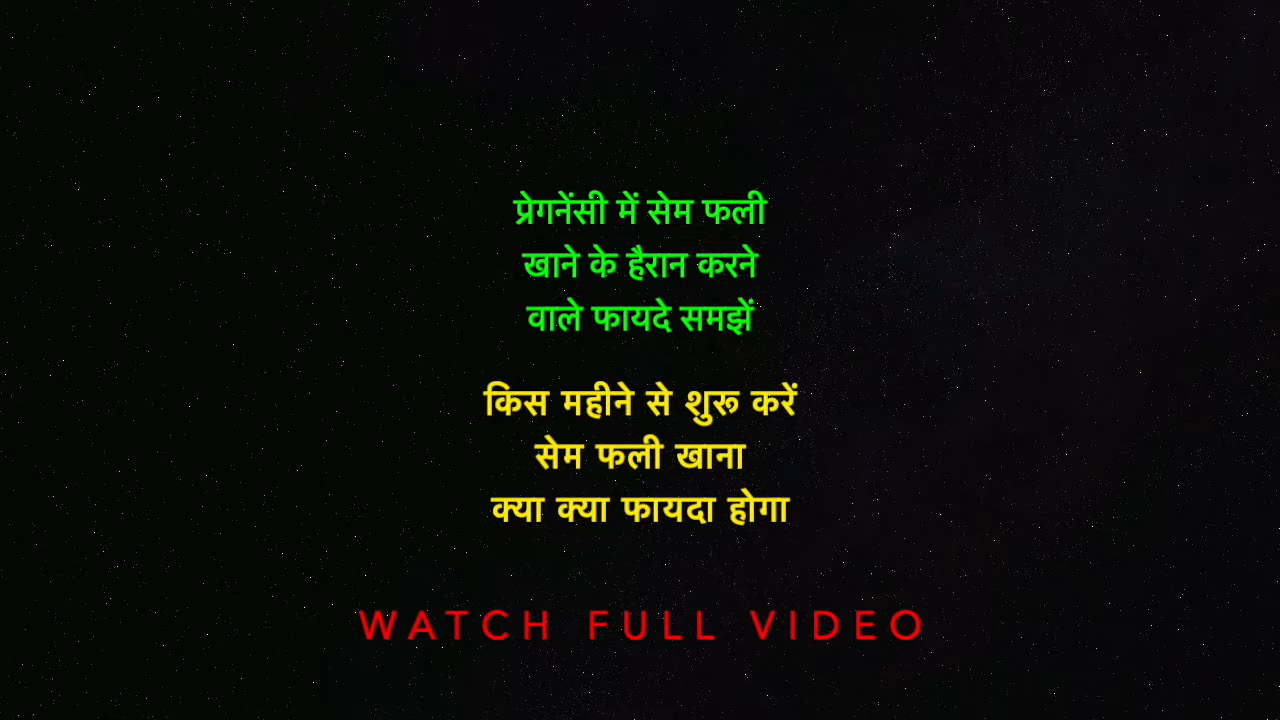 प्रेगनेंसी में सेम फली
खाने के हैरान करने
वाले फायदे समझें
किस महीने से शुरू करें
सेम फली खाना
क्या क्या फायदा होगा
WATCH FULL VIDEO